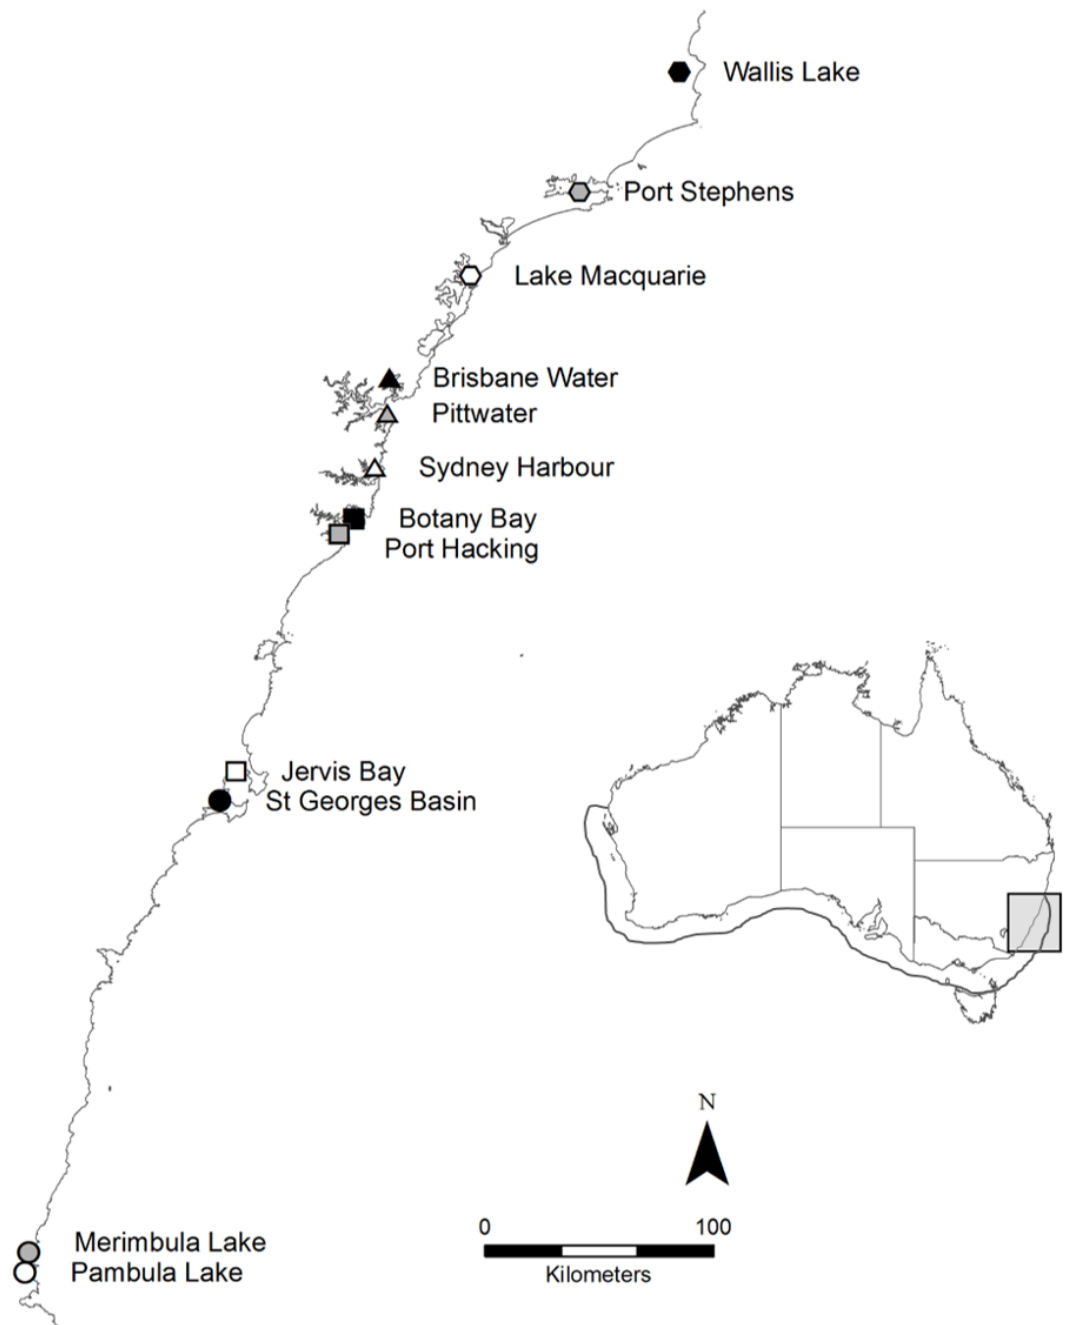 Wallis Lake
Port Stephens
Lake Macquarie
Brisbane Water
Pittwater
Sydney Harbour
Botany Bay
Port Hacking
Jervis Bay
St Georges Basin
N
0 100
Kilometers
Merimbula Lake
Pambula Lake